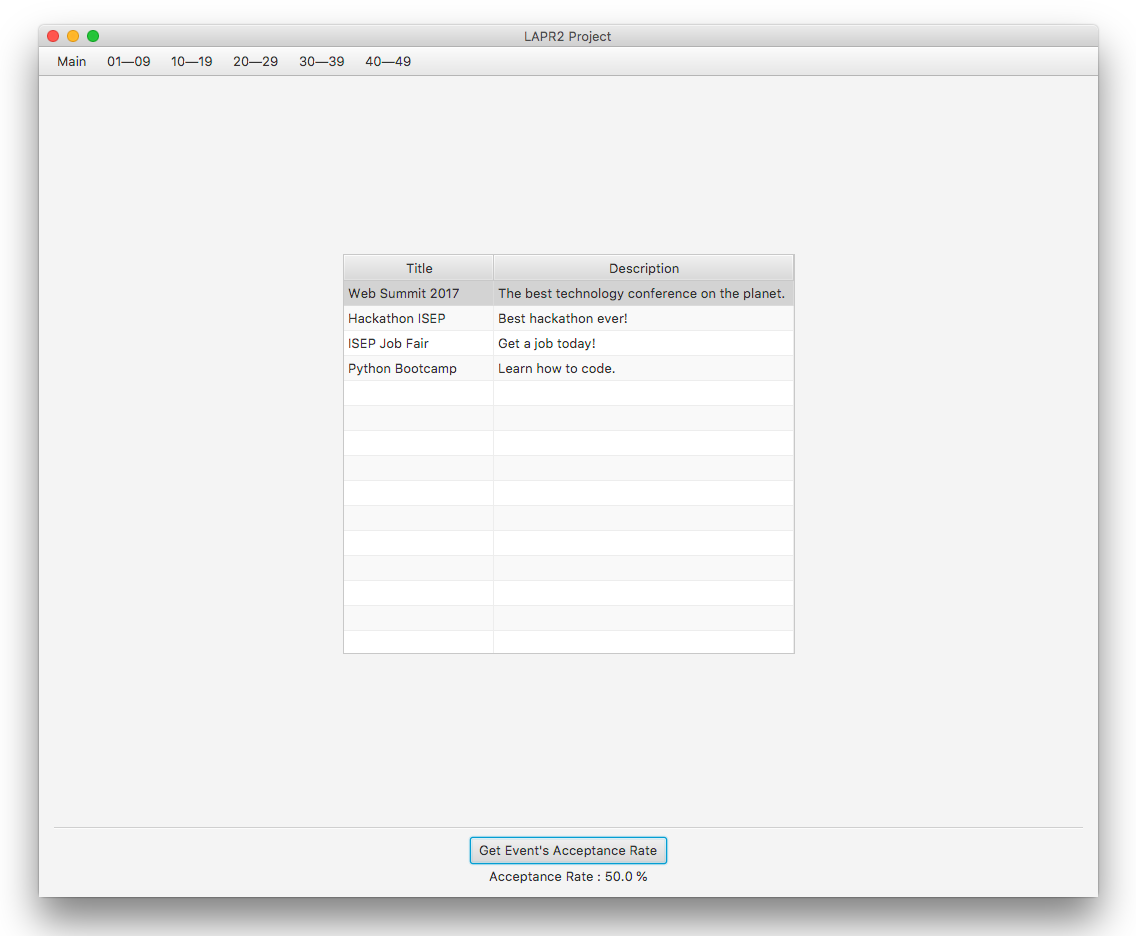 LAPR2 Project
Main 01—09 10—19 20—29 30—39 40—49
Title Description
Web Summit 2017 The best technology conference on the planet.
Hackathon ISEP Best hackathon ever!
ISEP Job Fair Get a job today!
Python Bootcamp Learn how to code.
Get Event's Acceptance Rate
Acceptance Rate : 50.0 %